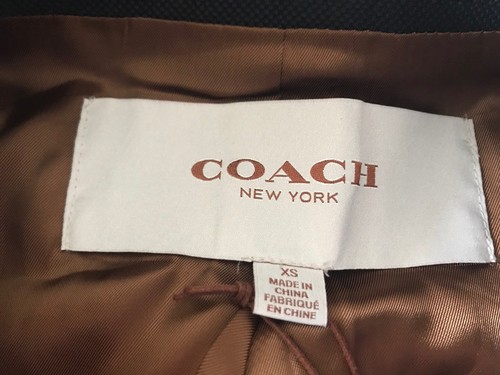 COACH
NEW YORK
XS
MADE IN
CHINA
FABRIQUÉ
EN CHINE